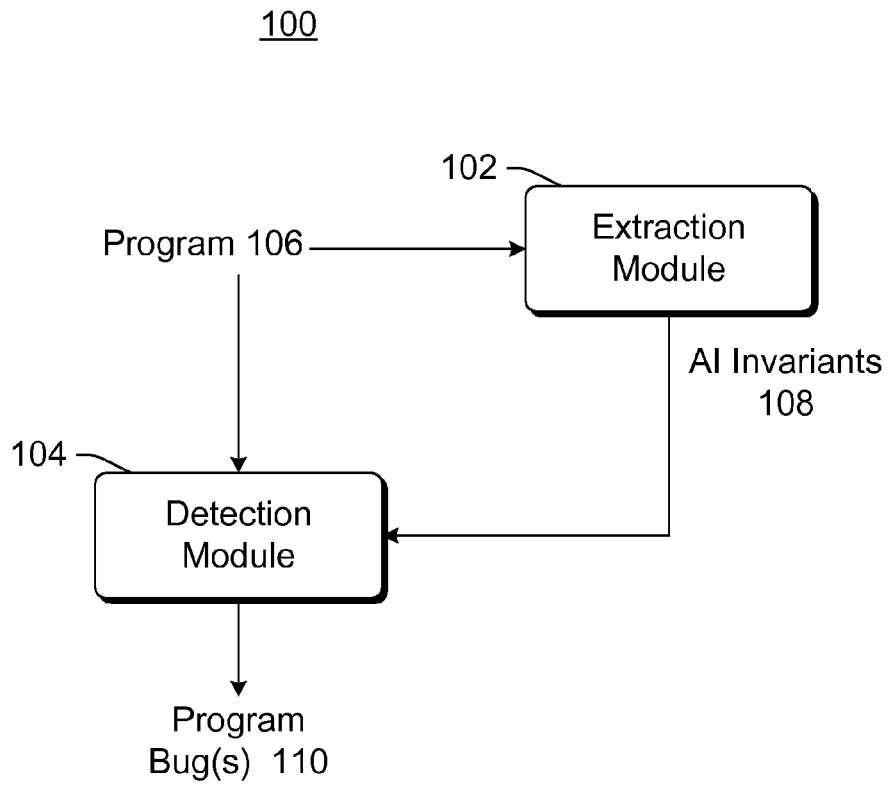 100
102
Extraction
Module
Program 106
AI Invariants
108
104
Detection
Module
Program
Bug(s) 110